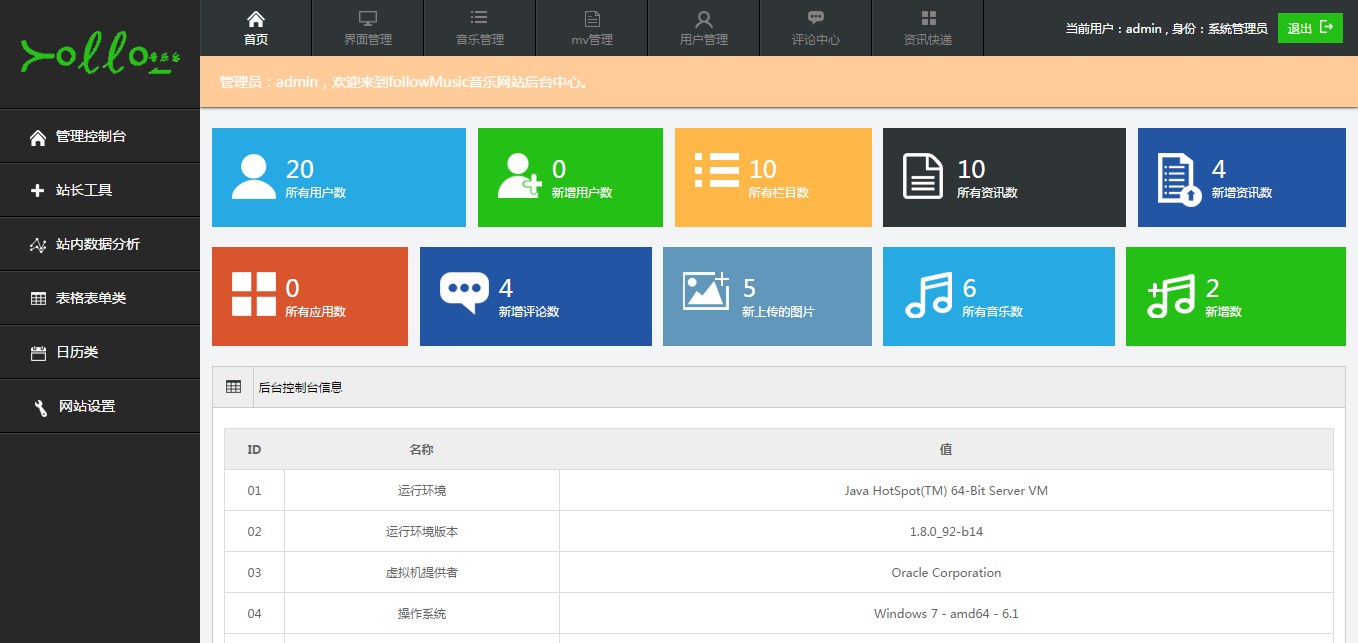 yollo音乐乡
首页
界面管理
音乐管理
mv管理
用户管理
评论中心
资讯快递
当前用户：admin , 身份：系统管理员
退出
管理员：admin，欢迎来到followMusic音乐网站后台中心。
管理控制台
站长工具
站内数据分析
表格表单类
日历类
网站设置
20
所有用户数
0
新增用户数
10
所有栏目数
10
所有资讯数
4
新增资讯数
0
所有应用数
4
新增评论数
5
新上传的图片
6
所有音乐数
2
新增数
后台控制台信息
ID 名称 值
01 运行环境 Java HotSpot(TM) 64-Bit Server VM
02 运行环境版本 1.8.0_92-b14
03 虚拟机提供者 Oracle Corporation
04 操作系统 Windows 7 - amd64 - 6.1